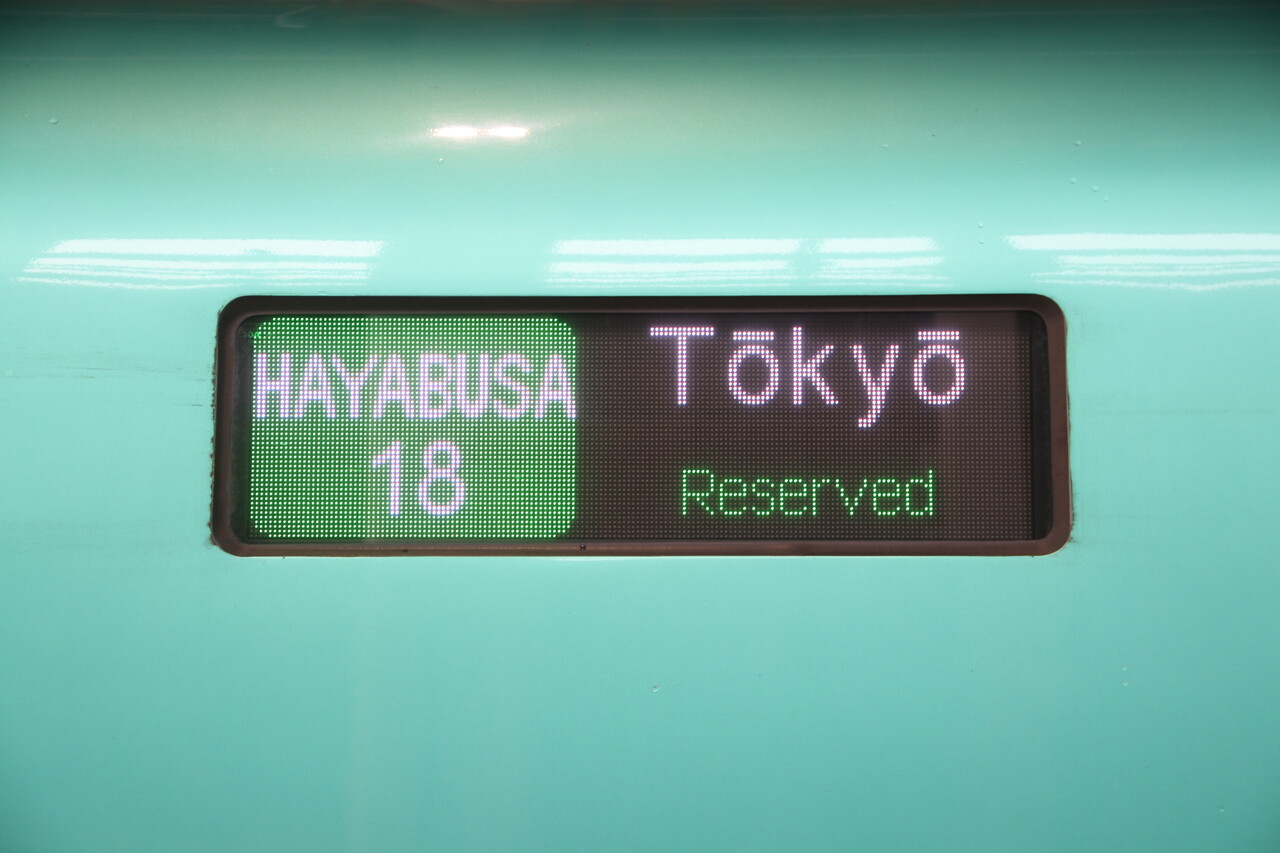 HAYABUSA
18
Tōkyō
Reserved